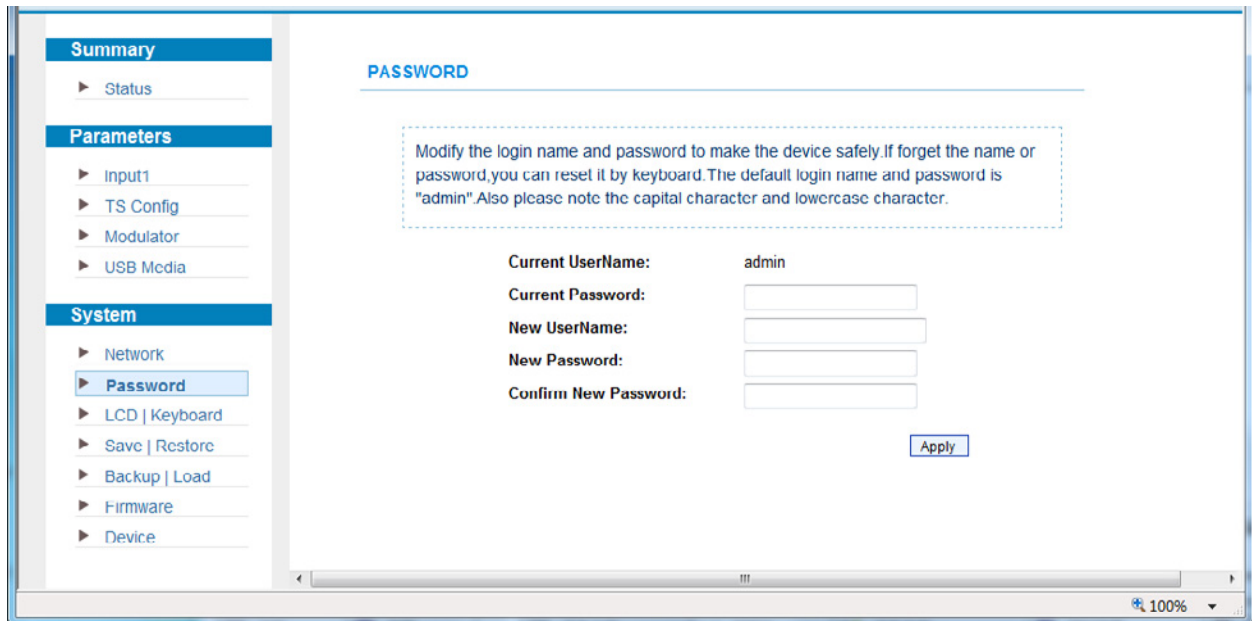 Summary
Status
Parameters
Input1
TS Config
Modulator
USB Media
System
Network
Password
LCD | Keyboard
Save | Restore
Backup | Load
Firmware
Device
PASSWORD
Modify the login name and password to make the device safely.If forget the name or
password,you can reset it by keyboard.The default login name and password is
"admin".Also please note the capital character and lowercase character.
Current UserName: admin
Current Password:
New UserName:
New Password:
Confirm New Password:
Apply
100%